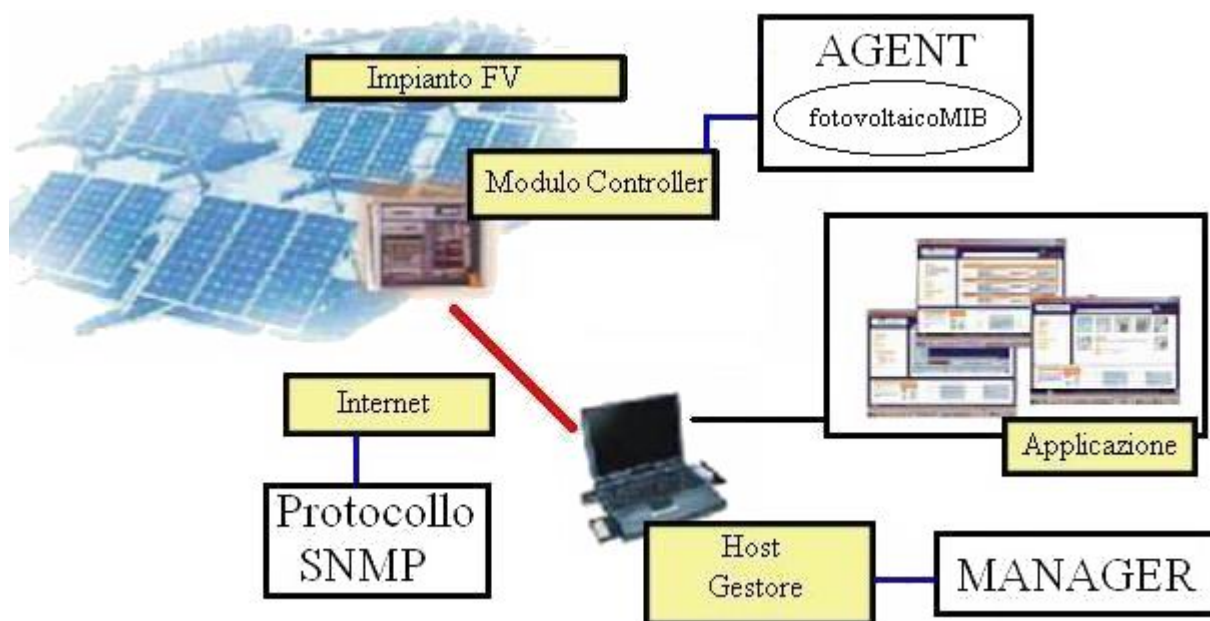 Impianto FV
AGENT
fotovoltaicoMIB
Modulo Controller
Internet
Protocollo
SNMP
Applicazione
Host
Gestore
MANAGER